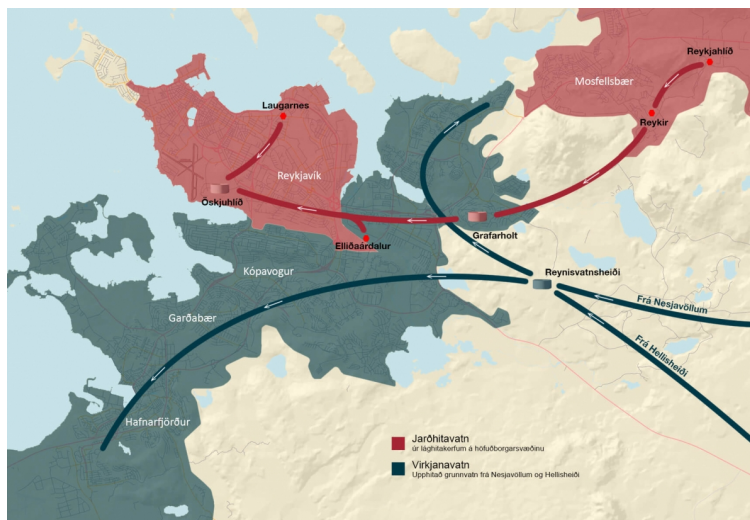 Reykjahlíð
Mosfellsbær
Laugarnes
Reykir
Reykjavík
Öskjuhlíð
Grafarholt
Elliðaárdalur
Kópavogur
Reynisvatnsheiði
Frá Nesjavöllum
Garðabær
Frá Hellisheiði
Hafnarfjörður
Jarðhitavatn
úr lághitakerfum á höfuðborgarsvæðinu
Virkjanavatn
Upphitað grunnvatn frá Nesjavöllum og Hellisheiði